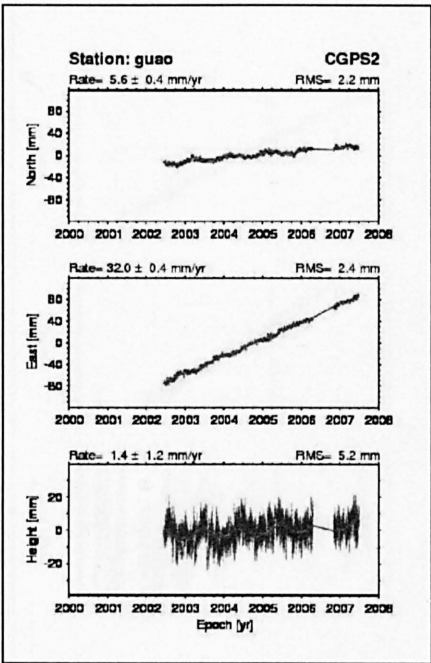 Station: guao CGPS2
Rate= 5.6 ± 0.4 mm/yr RMS= 2.2 mm
80
40
0
-40
-80
North [mm]
2000 2001 2002 2003 2004 2005 2006 2007 2008
Rate= 32.0 ± 0.4 mm/yr RMS= 2.4 mm
80
40
0
-40
-80
East [mm]
2000 2001 2002 2003 2004 2005 2006 2007 2008
Rate= 1.4 ± 1.2 mm/yr RMS= 5.2 mm
20
0
-20
Height [mm]
2000 2001 2002 2003 2004 2005 2006 2007 2008
Epoch [yr]